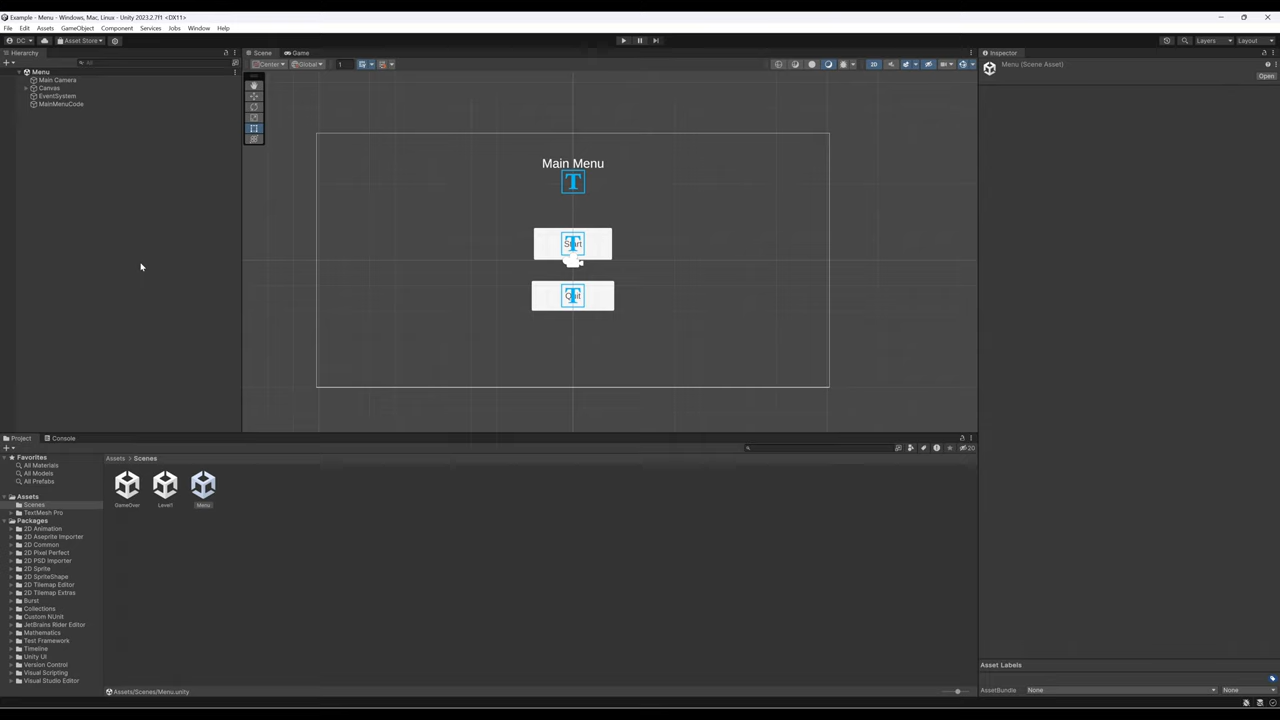 Example - Menu - Windows, Mac, Linux - Unity 2023.2.7f1 <DX11>
File Edit Assets GameObject Component Services Jobs Window Help
DC Asset Store Layers Layout
Hierarchy
All
Menu
Main Camera
Canvas
EventSystem
MainMenuCode
Scene Game
Center Global 1 2D
Main Menu
T
Start
T
Quit
T
Inspector
Menu (Scene Asset)
Open
Project Console
20
Favorites
All Materials
All Models
All Prefabs
Assets
Scenes
TextMesh Pro
Packages
2D Animation
2D Aseprite Importer
2D Common
2D Pixel Perfect
2D PSD Importer
2D Sprite
2D SpriteShape
2D Tilemap Editor
2D Tilemap Extras
Burst
Collections
Custom NUnit
JetBrains Rider Editor
Mathematics
Test Framework
Timeline
Unity UI
Version Control
Visual Scripting
Visual Studio Editor
Assets > Scenes
GameOver Level1 Menu
Assets/Scenes/Menu.unity
Asset Labels
AssetBundle None None